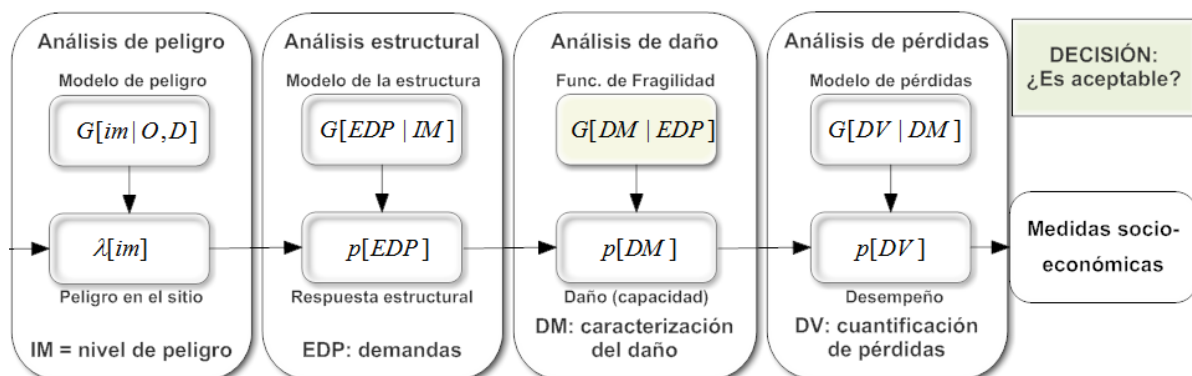 Análisis de peligro
Modelo de peligro
G[im | O,D]
λ[im]
Peligro en el sitio
IM = nivel de peligro
Análisis estructural
Modelo de la estructura
G[EDP | IM]
p[EDP]
Respuesta estructural
EDP: demandas
Análisis de daño
Func. de Fragilidad
G[DM | EDP]
p[DM]
Daño (capacidad)
DM: caracterización
del daño
Análisis de pérdidas
Modelo de pérdidas
G[DV | DM]
p[DV]
Desempeño
DV: cuantificación
de pérdidas
DECISIÓN:
¿Es aceptable?
Medidas socio-
económicas